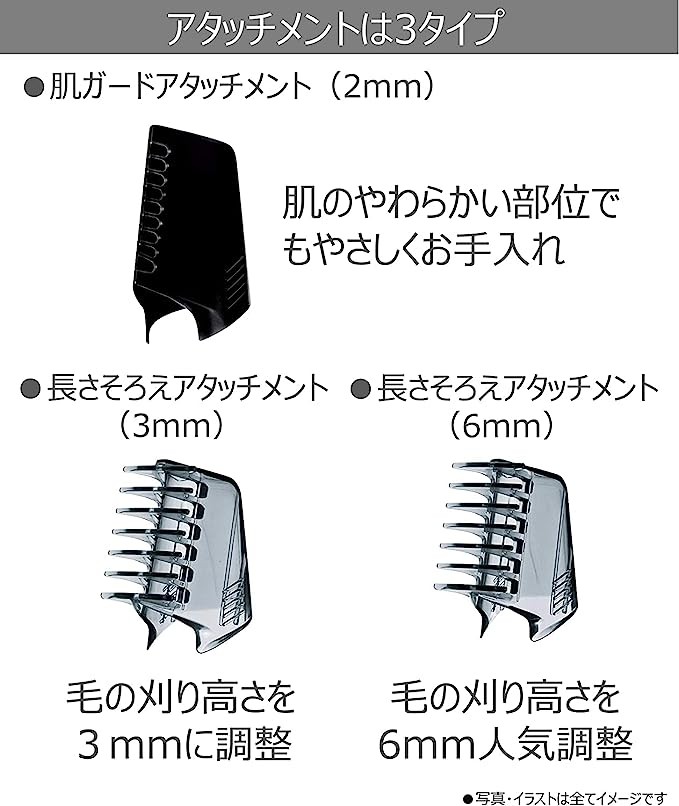 アタッチメントは3タイプ
●肌ガードアタッチメント（2mm）
肌のやわらかい部位で
もやさしくお手入れ
●長さそろえアタッチメント
（3mm）
●長さそろえアタッチメント
（6mm）
毛の刈り高さを
３mmに調整
毛の刈り高さを
6mm人気調整
●写真・イラストは全てイメージです